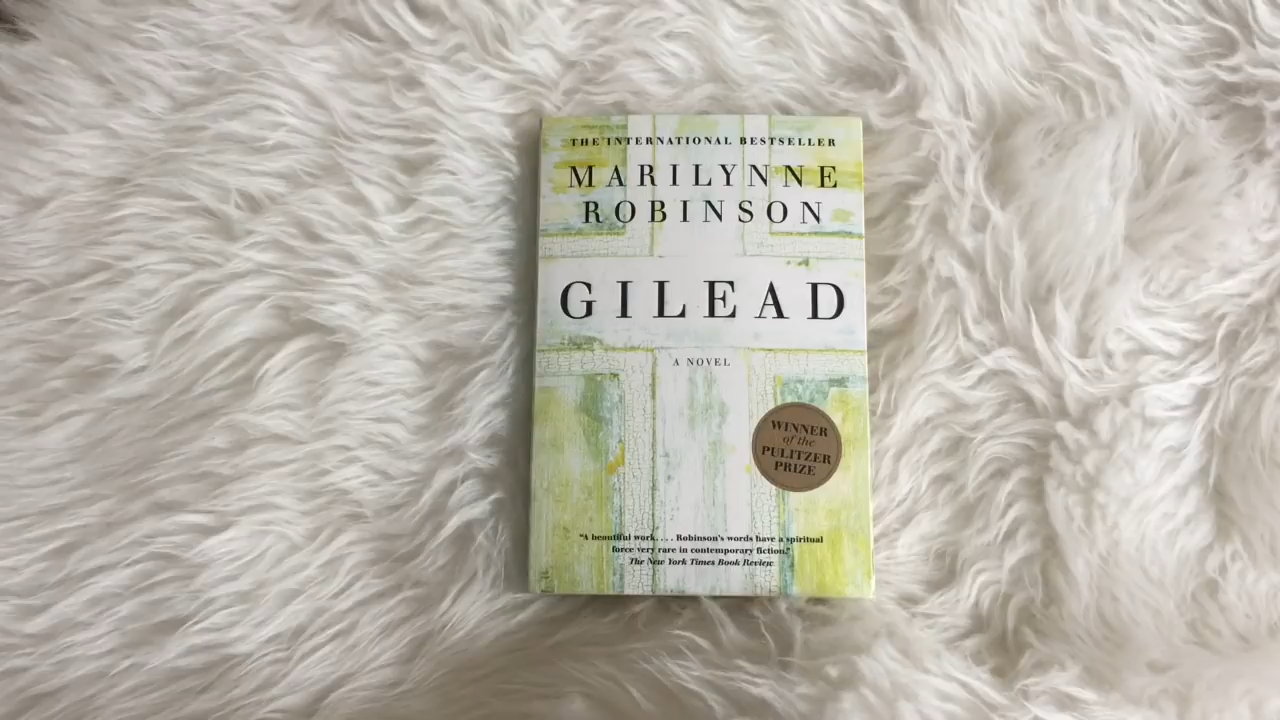 THE INTERNATIONAL BESTSELLER
MARILYNNE
ROBINSON
GILEAD
A NOVEL
WINNER
of the
PULITZER
PRIZE
“A beautiful work. . . . Robinson’s words have a spiritual
force very rare in contemporary fiction.”
The New York Times Book Review